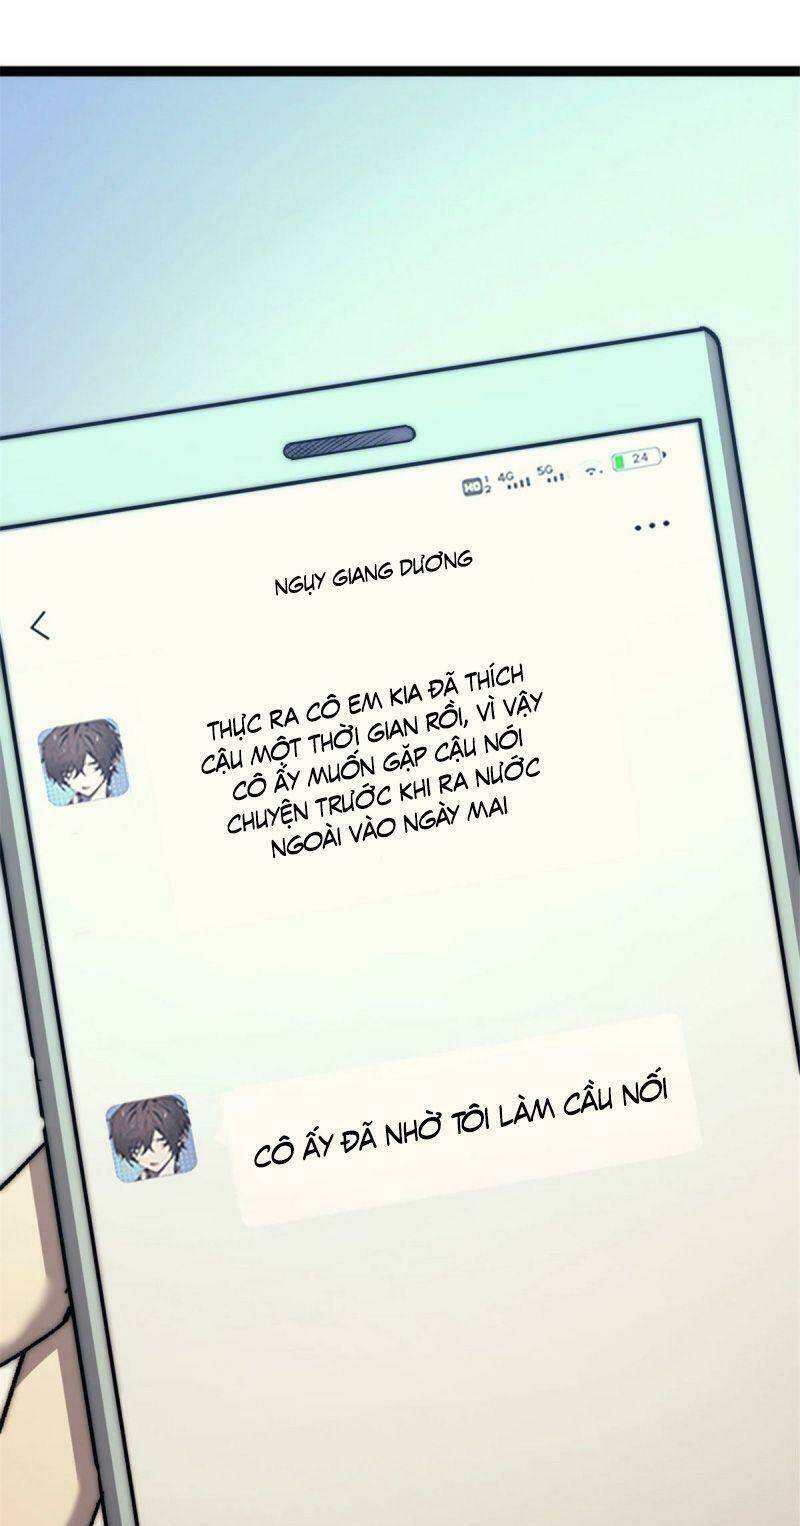 HD 1 2 4G 5G 24
NGỤY GIANG DƯƠNG
THỰC RA CÔ EM KIA ĐÃ THÍCH
CẬU MỘT THỜI GIAN RỒI, VÌ VẬY
CÔ ẤY MUỐN GẶP CẬU NÓI
CHUYỆN TRƯỚC KHI RA NƯỚC
NGOÀI VÀO NGÀY MAI
CÔ ẤY ĐÃ NHỜ TÔI LÀM CẦU NỐI